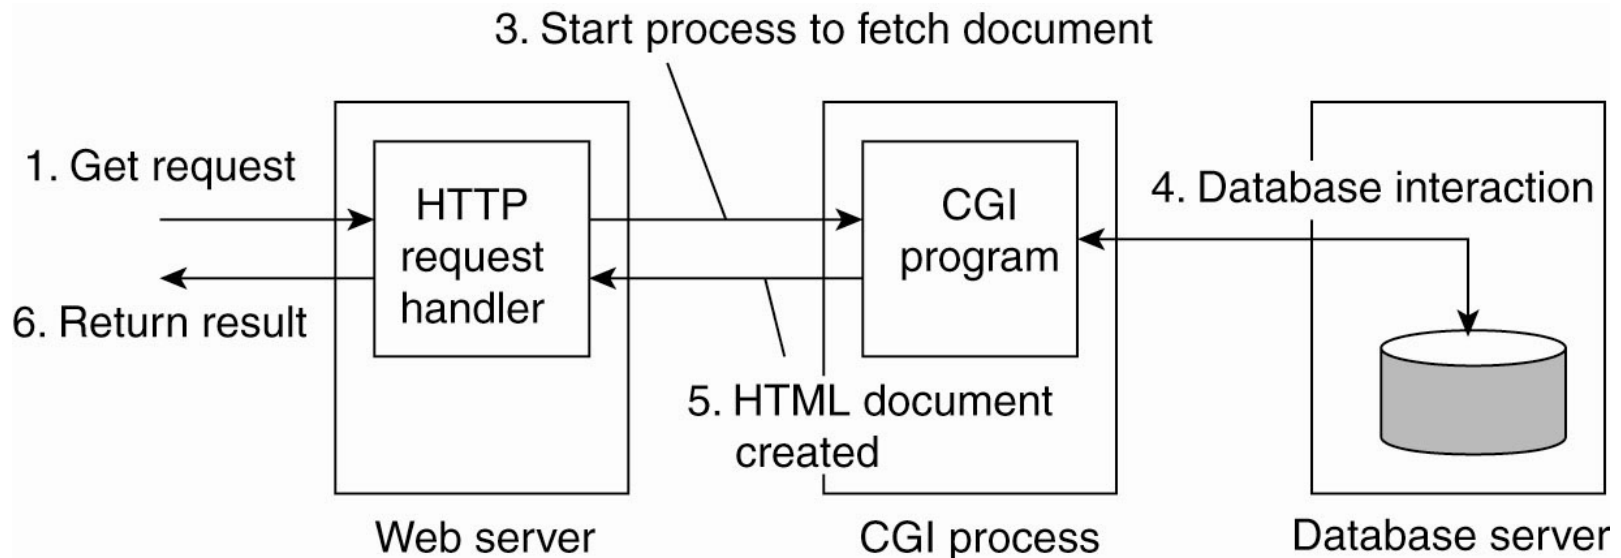 3. Start process to fetch document
1. Get request
HTTP
request
handler
CGI
program
4. Database interaction
6. Return result
5. HTML document
created
Web server
CGI process
Database server